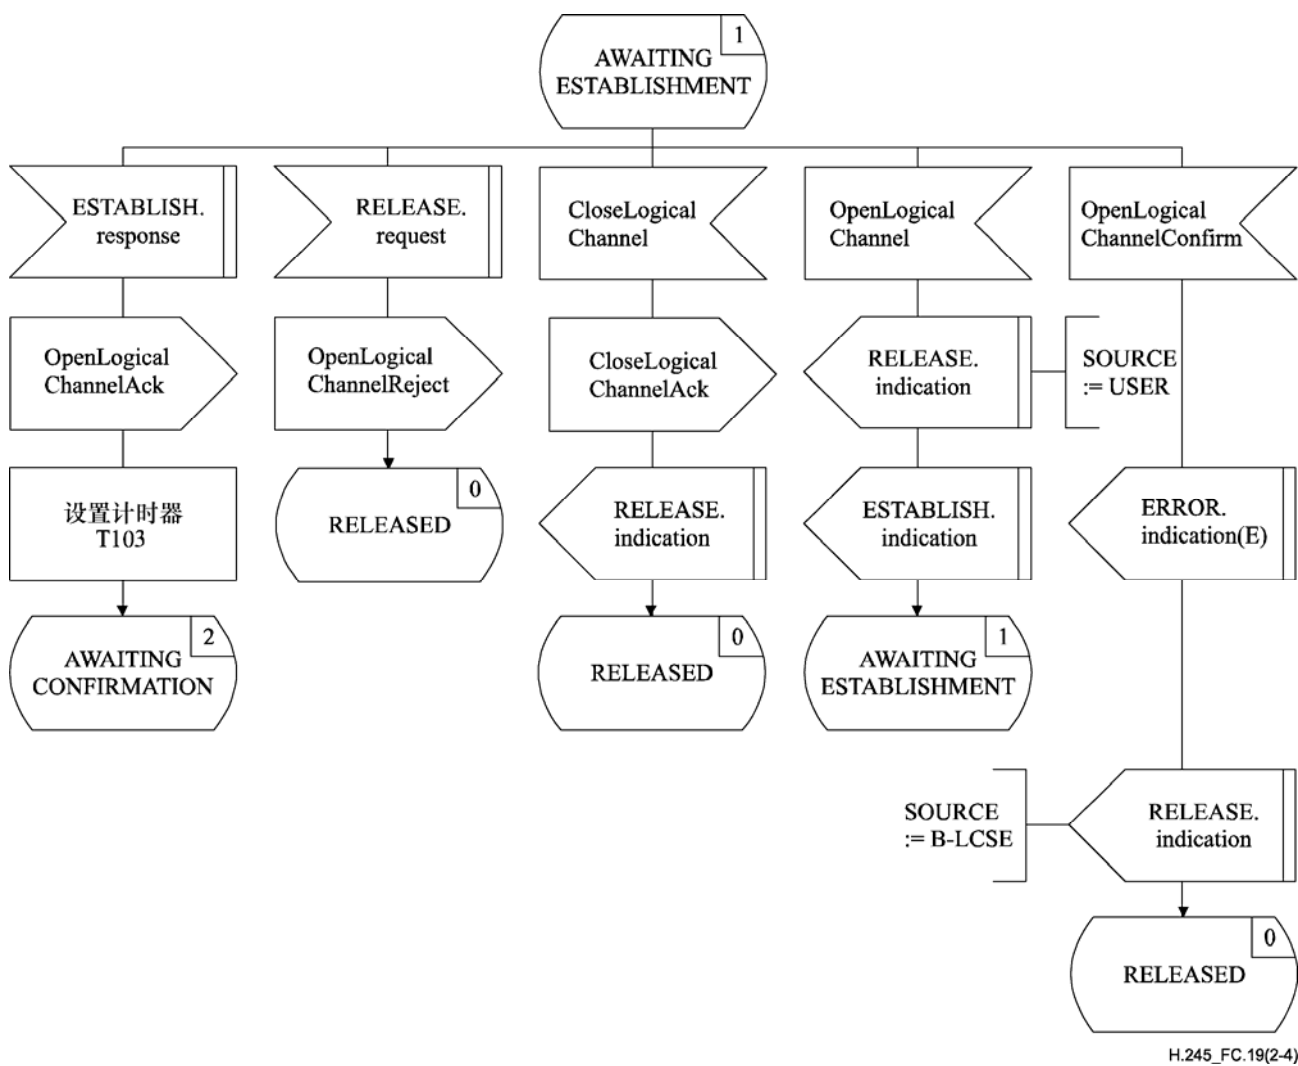 1
AWAITING
ESTABLISHMENT
ESTABLISH.
response
RELEASE.
request
CloseLogical
Channel
OpenLogical
Channel
OpenLogical
ChannelConfirm
OpenLogical
ChannelAck
OpenLogical
ChannelReject
CloseLogical
ChannelAck
RELEASE.
indication
SOURCE
:= USER
设置计时器
T103
0
RELEASED
RELEASE.
indication
ESTABLISH.
indication
ERROR.
indication(E)
2
AWAITING
CONFIRMATION
0
RELEASED
1
AWAITING
ESTABLISHMENT
SOURCE
:= B-LCSE
RELEASE.
indication
0
RELEASED
H.245_FC.19(2-4)